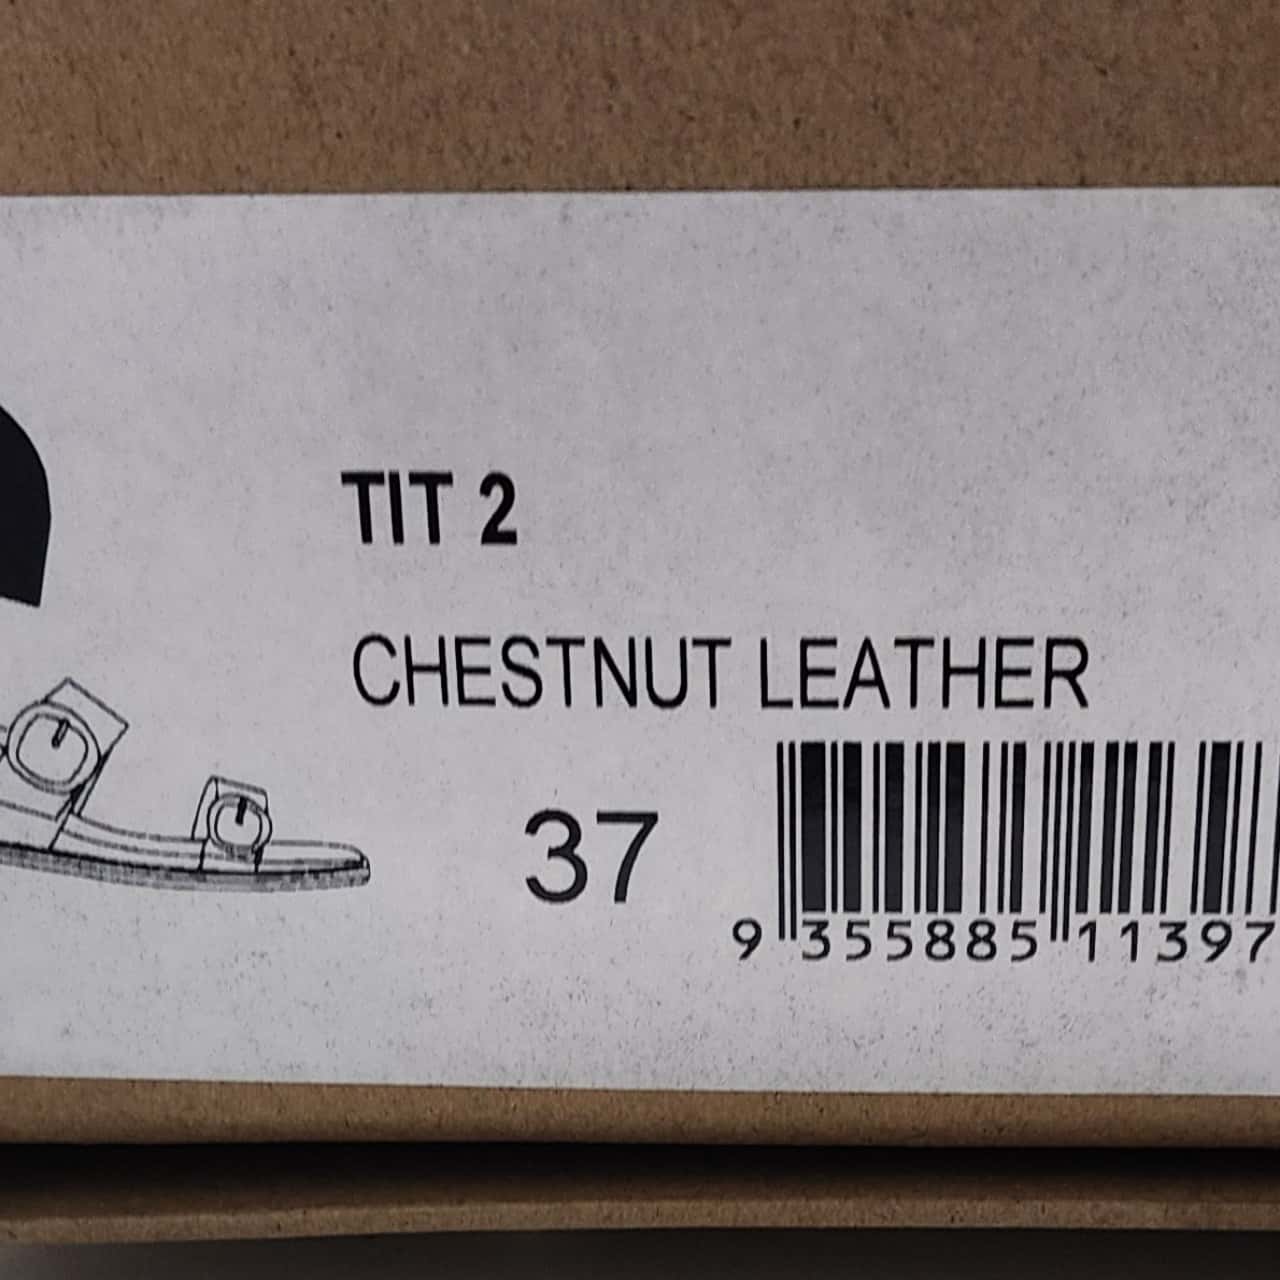 TIT 2
CHESTNUT LEATHER
37
9 355885 11397